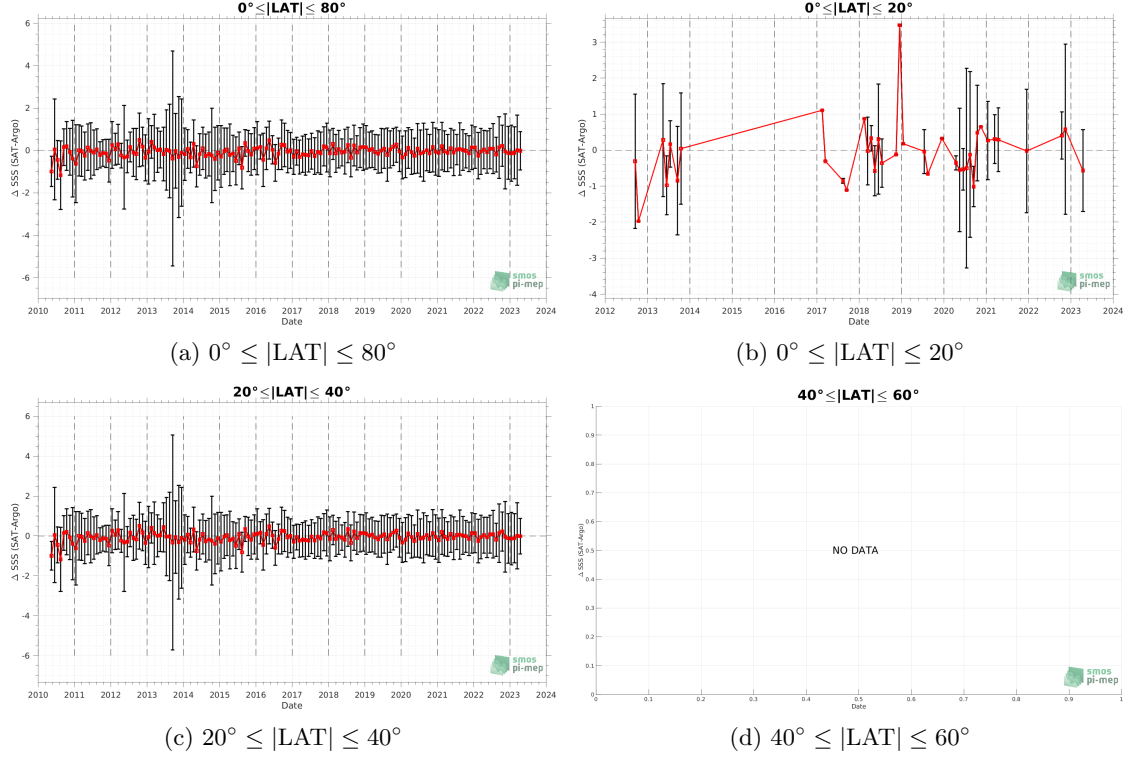 0°≤|LAT|≤ 80°
Δ SSS (SAT-Argo)
6
4
2
0
-2
-4
-6
2010 2011 2012 2013 2014 2015 2016 2017 2018 2019 2020 2021 2022 2023 2024
Date
smos
pi-mep
(a) 0° ≤ |LAT| ≤ 80°
0°≤|LAT|≤ 20°
Δ SSS (SAT-Argo)
3
2
1
0
-1
-2
-3
-4
2012 2013 2014 2015 2016 2017 2018 2019 2020 2021 2022 2023 2024
Date
smos
pi-mep
(b) 0° ≤ |LAT| ≤ 20°
20°≤|LAT|≤ 40°
Δ SSS (SAT-Argo)
6
4
2
0
-2
-4
-6
2010 2011 2012 2013 2014 2015 2016 2017 2018 2019 2020 2021 2022 2023 2024
Date
smos
pi-mep
(c) 20° ≤ |LAT| ≤ 40°
40°≤|LAT|≤ 60°
Δ SSS (SAT-Argo)
1
0.9
0.8
0.7
0.6
0.5
0.4
0.3
0.2
0.1
0
NO DATA
0 0.1 0.2 0.3 0.4 0.5 0.6 0.7 0.8 0.9 1
Date
smos
pi-mep
(d) 40° ≤ |LAT| ≤ 60°